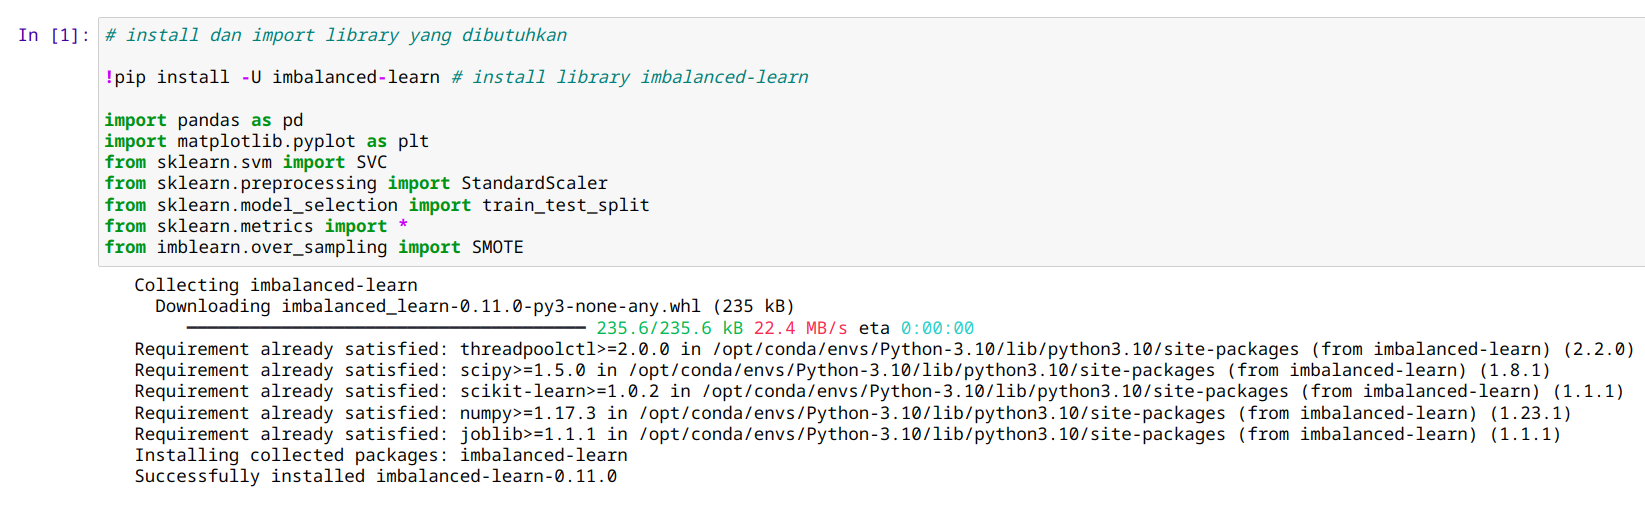 In [1]: # install dan import library yang dibutuhkan
!pip install -U imbalanced-learn # install library imbalanced-learn
import pandas as pd
import matplotlib.pyplot as plt
from sklearn.svm import SVC
from sklearn.preprocessing import StandardScaler
from sklearn.model_selection import train_test_split
from sklearn.metrics import *
from imblearn.over_sampling import SMOTE
Collecting imbalanced-learn
Downloading imbalanced_learn-0.11.0-py3-none-any.whl (235 kB)
235.6/235.6 kB 22.4 MB/s eta 0:00:00
Requirement already satisfied: threadpoolctl>=2.0.0 in /opt/conda/envs/Python-3.10/lib/python3.10/site-packages (from imbalanced-learn) (2.2.0)
Requirement already satisfied: scipy>=1.5.0 in /opt/conda/envs/Python-3.10/lib/python3.10/site-packages (from imbalanced-learn) (1.8.1)
Requirement already satisfied: scikit-learn>=1.0.2 in /opt/conda/envs/Python-3.10/lib/python3.10/site-packages (from imbalanced-learn) (1.1.1)
Requirement already satisfied: numpy>=1.17.3 in /opt/conda/envs/Python-3.10/lib/python3.10/site-packages (from imbalanced-learn) (1.23.1)
Requirement already satisfied: joblib>=1.1.1 in /opt/conda/envs/Python-3.10/lib/python3.10/site-packages (from imbalanced-learn) (1.1.1)
Installing collected packages: imbalanced-learn
Successfully installed imbalanced-learn-0.11.0